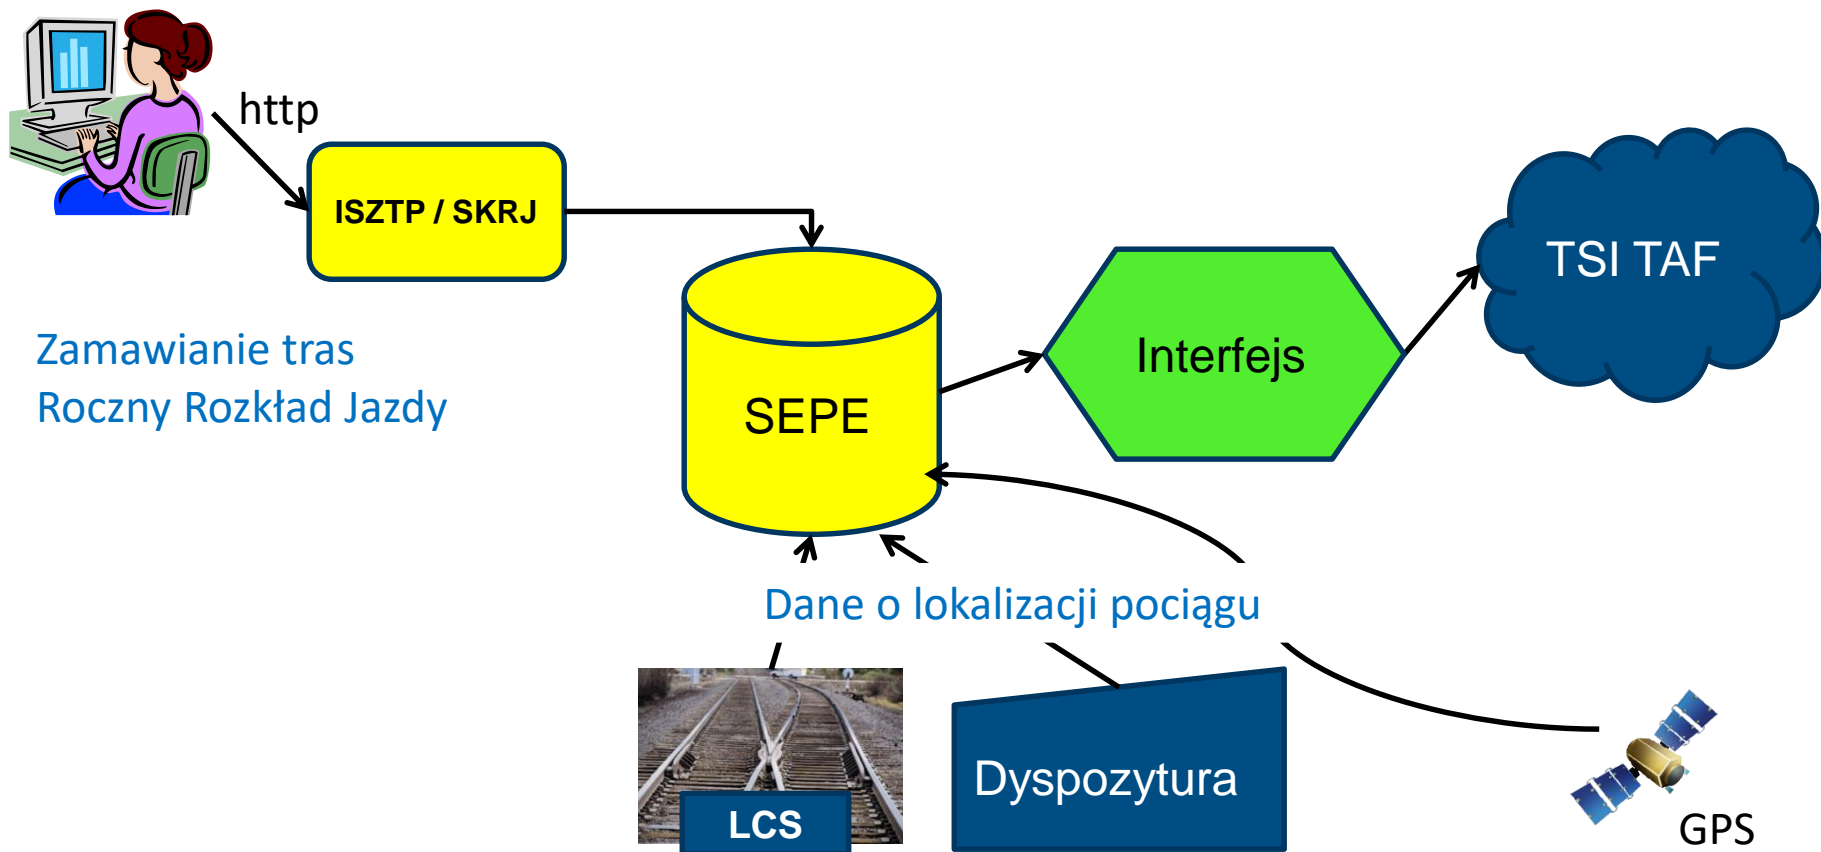 http
ISZTP / SKRJ
TSI TAF
Zamawianie tras
Roczny Rozkład Jazdy
Interfejs
SEPE
Dane o lokalizacji pociągu
Dyspozytura
LCS
GPS